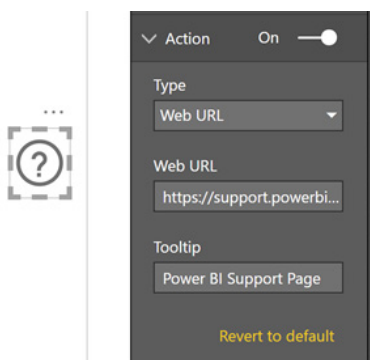 Action On
Type
Web URL
...
?
Web URL
https://support.powerbi...
Tooltip
Power BI Support Page
Revert to default